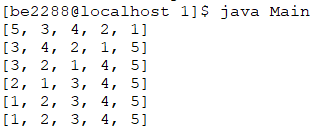 [be2288@localhost 1]$ java Main
[5, 3, 4, 2, 1]
[3, 4, 2, 1, 5]
[3, 2, 1, 4, 5]
[2, 1, 3, 4, 5]
[1, 2, 3, 4, 5]
[1, 2, 3, 4, 5]